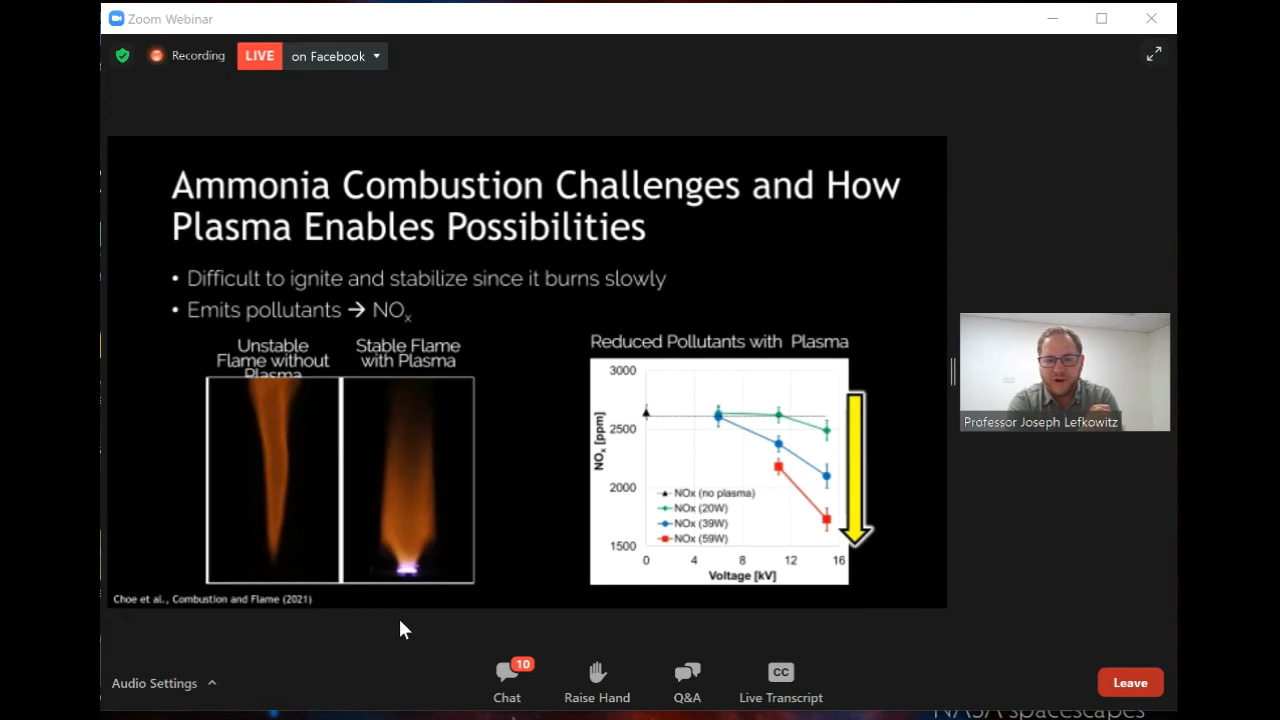 Zoom Webinar
Recording
LIVE
on Facebook
Ammonia Combustion Challenges and How
Plasma Enables Possibilities
• Difficult to ignite and stabilize since it burns slowly
• Emits pollutants → NOx
Unstable
Flame without
Plasma
Stable Flame
with Plasma
Reduced Pollutants with Plasma
3000
2500
2000
1500
NOx [ppm]
NOx (no plasma)
NOx (20W)
NOx (39W)
NOx (59W)
0 4 8 12 16
Voltage [kV]
Choe et al., Combustion and Flame (2021)
Professor Joseph Lefkowitz
Audio Settings
10
Chat
Raise Hand
Q&A
CC
Live Transcript
Leave
NASA spacescapes